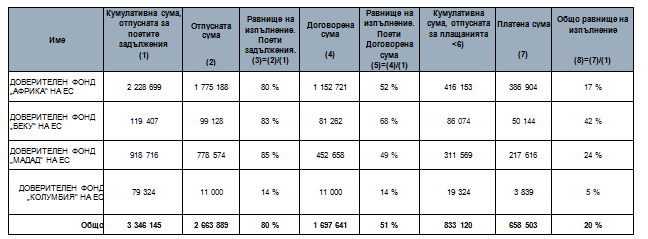 Име
Кумулативна сума,
отпусната за
поетите
задължения
(1)
Отпусната
сума
(2)
Равнище на
изпълнение.
Поети
задължения.
(3)=(2)/(1)
Договорена
сума
(4)
Равнище на
изпълнение.
Поети
Договорена
сума
(5)=(4)/(1)
Кумулативна
сума, отпусната
за плащанията
<6)
Платена сума
(7)
Общо равнище на
изпълнение
(8)=(7)/(1)
ДОВЕРИТЕЛЕН ФОНД
„АФРИКА“ НА ЕС
2 228 699 1 775 188 80 % 1 152 721 52 % 416 153 386 904 17 %
ДОВЕРИТЕЛЕН ФОНД
„БЕКУ“ НА ЕС
119 407 99 128 83 % 81 262 68 % 86 074 50 144 42 %
ДОВЕРИТЕЛЕН ФОНД
„МАДАД“ НА ЕС
918 716 778 574 85 % 452 658 49 % 311 569 217 616 24 %
ДОВЕРИТЕЛЕН ФОНД
„КОЛУМБИЯ“ НА ЕС
79 324 11 000 14 % 11 000 14 % 19 324 3 839 5 %
Общо 3 346 145 2 663 889 80 % 1 697 641 51 % 833 120 658 503 20 %